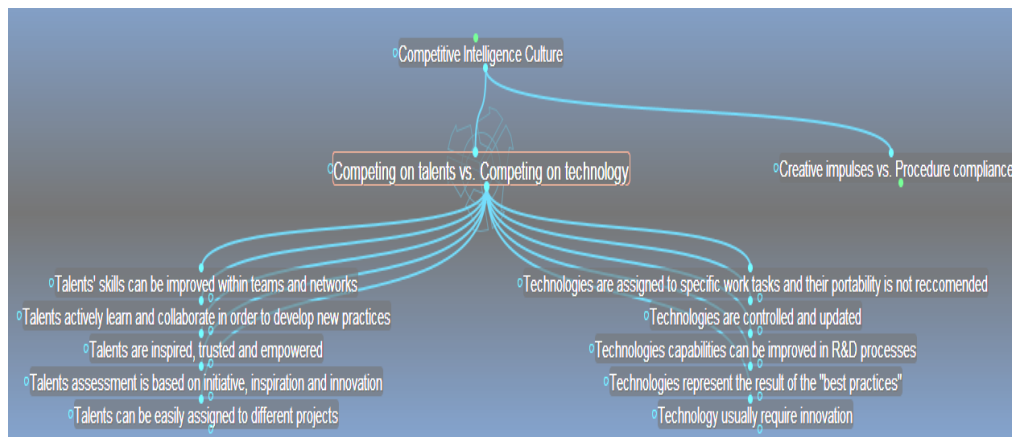 Competitive Intelligence Culture
Competing on talents vs. Competing on technology
Creative impulses vs. Procedure compliance
Talents' skills can be improved within teams and networks
Talents actively learn and collaborate in order to develop new practices
Talents are inspired, trusted and empowered
Talents assessment is based on initiative, inspiration and innovation
Talents can be easily assigned to different projects
Technologies are assigned to specific work tasks and their portability is not reccomended
Technologies are controlled and updated
Technologies capabilities can be improved in R&D processes
Technologies represent the result of the "best practices"
Technology usually require innovation